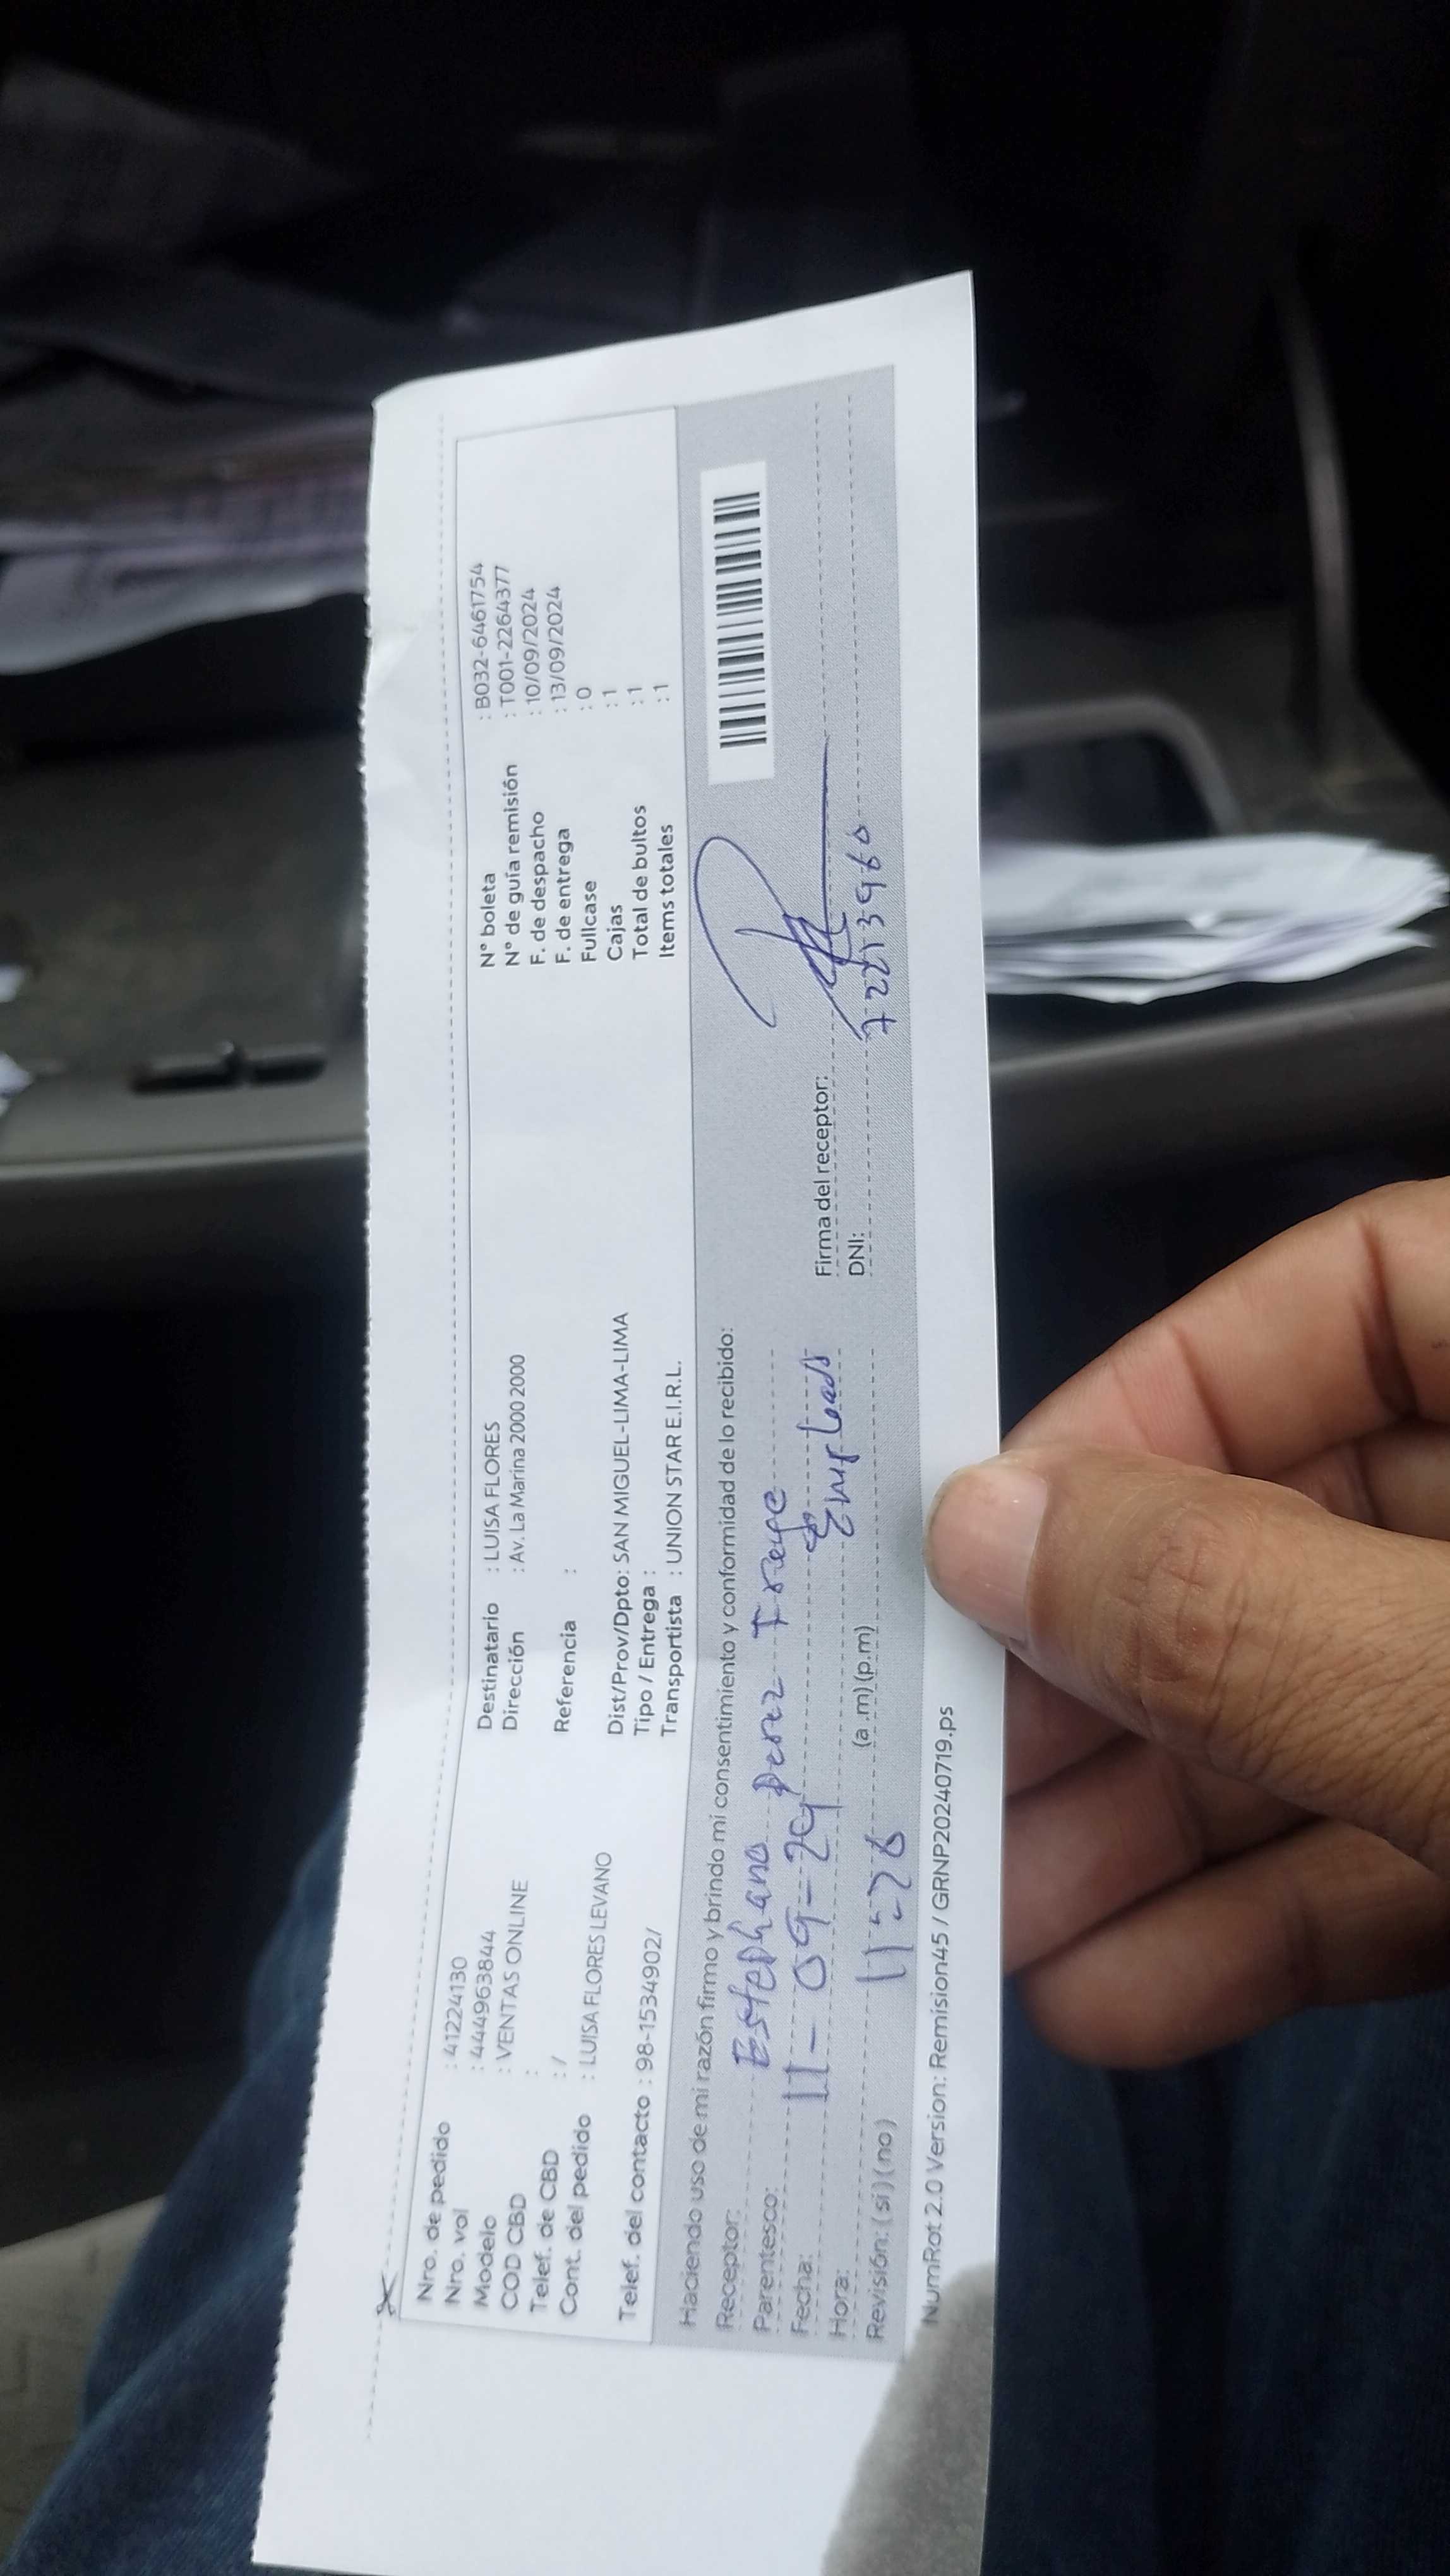 Nro. de pedido : 41224130
Nro. vol : 4444963844
Modelo : VENTAS ONLINE
COD CBD :
Telef. de CBD : /
Cont. del pedido : LUISA FLORES LEVANO
Telef. del contacto : 98-1534902/
Destinatario : LUISA FLORES
Dirección : Av. La Marina 2000 2000
Referencia :
Dist/Prov/Dpto: SAN MIGUEL-LIMA-LIMA
Tipo / Entrega :
Transportista : UNION STAR E.I.R.L.
N° boleta : B032-6461754
N° de guía remisión : T001-2264377
F. de despacho : 10/09/2024
F. de entrega : 13/09/2024
Fullcase : 0
Cajas : 1
Total de bultos : 1
Items totales : 1
Haciendo uso de mi razón firmo y brindo mi consentimiento y conformidad de lo recibido:
Receptor: Estephano perez
Parentesco:
Fecha: 11-09-24
Hora: 11:26 (a .m) (p.m)
Revisión: ( si ) ( no )
Firma del receptor:
DNI: 72213960
NumRot 2.0 Version: Remision45 / GRNP20240719.ps